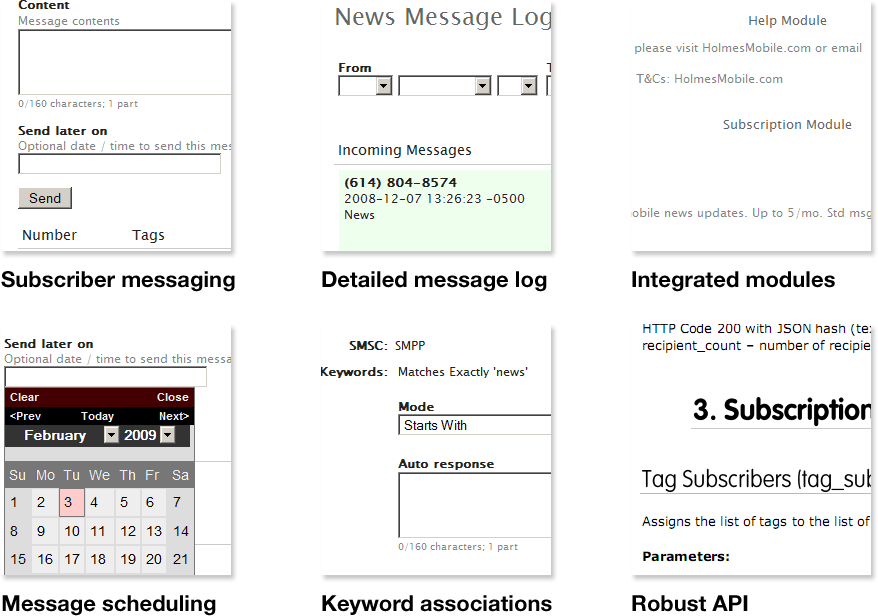 Content
Message contents
0/160 characters; 1 part
Send later on
Optional date / time to send this mes
Send
Number Tags
Subscriber messaging
News Message Log
From T
Incoming Messages
(614) 804-8574
2008-12-07 13:26:23 -0500
News
Detailed message log
Help Module
please visit HolmesMobile.com or email
T&Cs: HolmesMobile.com
Subscription Module
obile news updates. Up to 5/mo. Std msg
Integrated modules
Send later on
Optional date / time to send this messa
Clear Close
<Prev Today Next>
February 2009
Su Mo Tu We Th Fr Sa
1 2 3 4 5 6 7
8 9 10 11 12 13 14
15 16 17 18 19 20 21
Message scheduling
SMSC: SMPP
Keywords: Matches Exactly 'news'
Mode
Starts With
Auto response
0/160 characters; 1 part
Keyword associations
HTTP Code 200 with JSON hash (te
recipient_count – number of recipie
3. Subscription
Tag Subscribers (tag_sub
Assigns the list of tags to the list of
Parameters:
Robust API